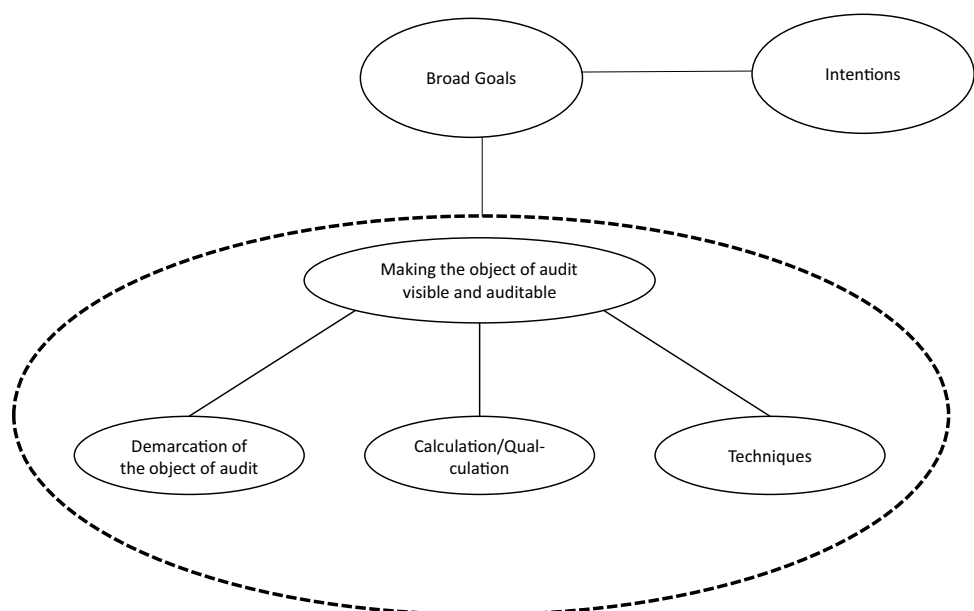 Broad Goals
Intentions
Making the object of audit
visible and auditable
Demarcation of
the object of audit
Calculation/Qual-
culation
Techniques